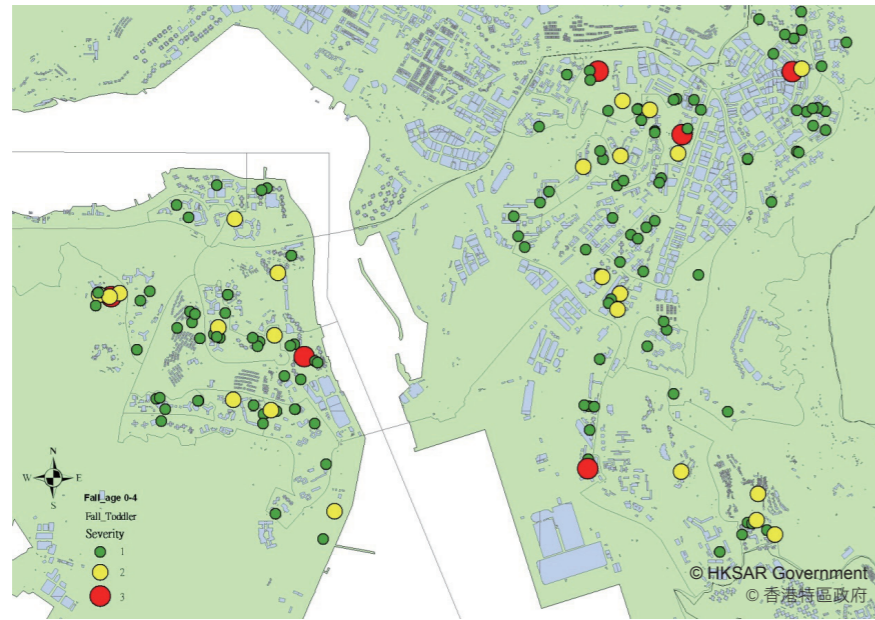 N
W E
S
Fall_age 0-4
Fall_Toddler
Severity
1
2
3
© HKSAR Government
© 香港特區政府